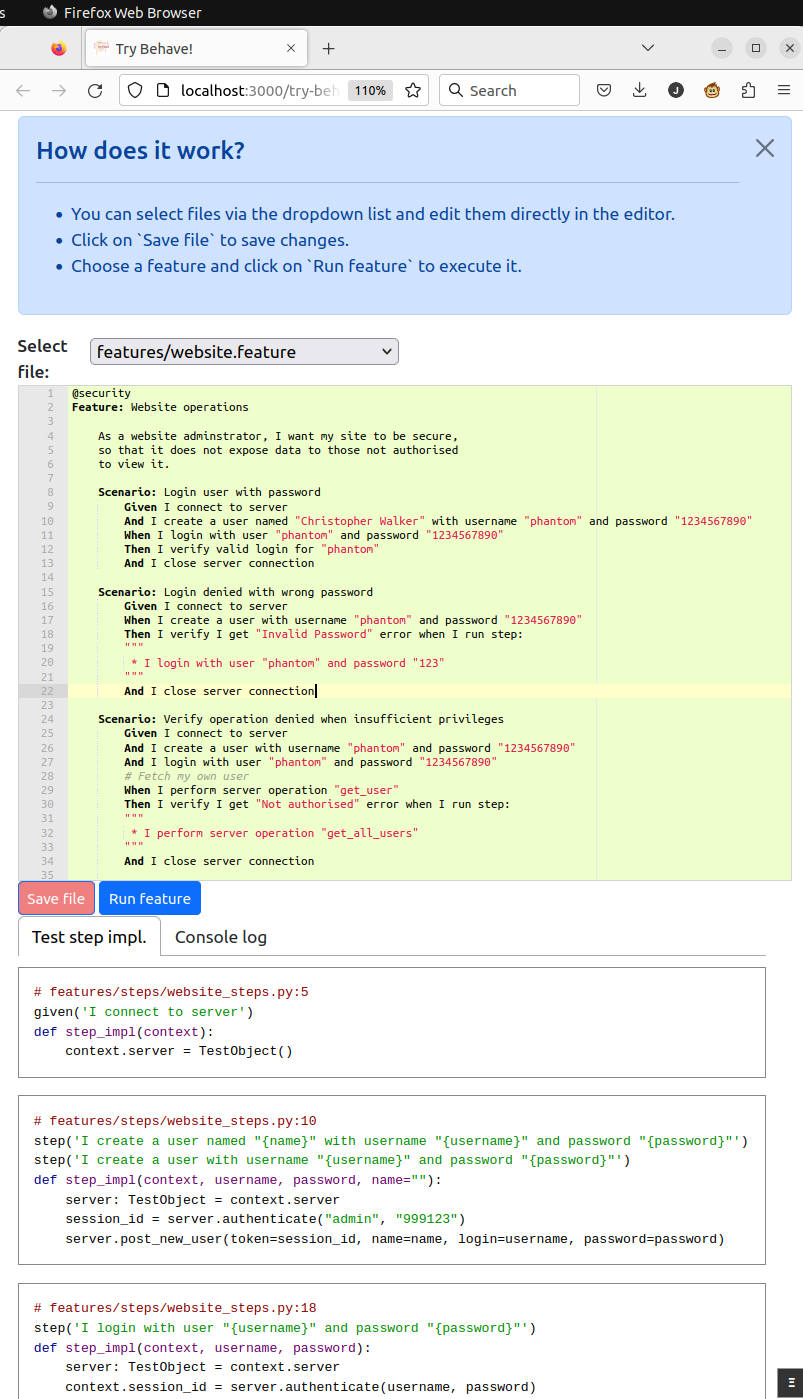 s Firefox Web Browser
Try Behave!
localhost:3000/try-beh 110% Search
How does it work?
You can select files via the dropdown list and edit them directly in the editor.
Click on `Save file` to save changes.
Choose a feature and click on `Run feature` to execute it.
Select file: features/website.feature
1 @security
2 Feature: Website operations
3
4 As a website adminstrator, I want my site to be secure,
5 so that it does not expose data to those not authorised
6 to view it.
7
8 Scenario: Login user with password
9 Given I connect to server
10 And I create a user named "Christopher Walker" with username "phantom" and password "1234567890"
11 When I login with user "phantom" and password "1234567890"
12 Then I verify valid login for "phantom"
13 And I close server connection
14
15 Scenario: Login denied with wrong password
16 Given I connect to server
17 When I create a user with username "phantom" and password "1234567890"
18 Then I verify I get "Invalid Password" error when I run step:
19 """
20 * I login with user "phantom" and password "123"
21 """
22 And I close server connection
23
24 Scenario: Verify operation denied when insufficient privileges
25 Given I connect to server
26 And I create a user with username "phantom" and password "1234567890"
27 And I login with user "phantom" and password "1234567890"
28 # Fetch my own user
29 When I perform server operation "get_user"
30 Then I verify I get "Not authorised" error when I run step:
31 """
32 * I perform server operation "get_all_users"
33 """
34 And I close server connection
35
Save file Run feature
Test step impl. Console log
# features/steps/website_steps.py:5
given('I connect to server')
def step_impl(context):
    context.server = TestObject()
# features/steps/website_steps.py:10
step('I create a user named "{name}" with username "{username}" and password "{password}"')
step('I create a user with username "{username}" and password "{password}"')
def step_impl(context, username, password, name=""):
    server: TestObject = context.server
    session_id = server.authenticate("admin", "999123")
    server.post_new_user(token=session_id, name=name, login=username, password=password)
# features/steps/website_steps.py:18
step('I login with user "{username}" and password "{password}"')
def step_impl(context, username, password):
    server: TestObject = context.server
    context.session_id = server.authenticate(username, password)